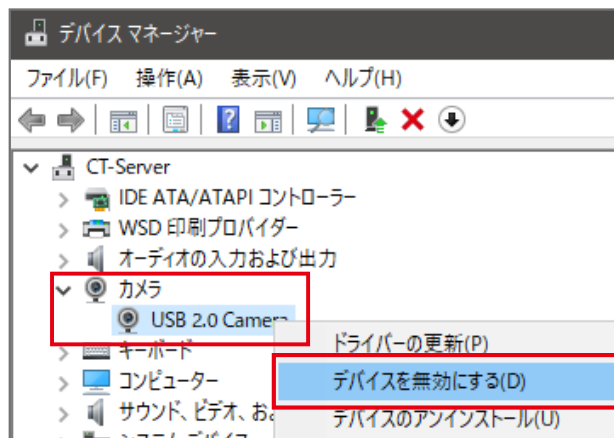 デバイス マネージャー
ファイル(F) 操作(A) 表示(V) ヘルプ(H)
CT-Server
IDE ATA/ATAPI コントローラー
WSD 印刷プロバイダー
オーディオの入力および出力
カメラ
USB 2.0 Camera
キーボード
ドライバーの更新(P)
コンピューター
デバイスを無効にする(D)
サウンド、ビデオ、お
デバイスのアンインストール(U)